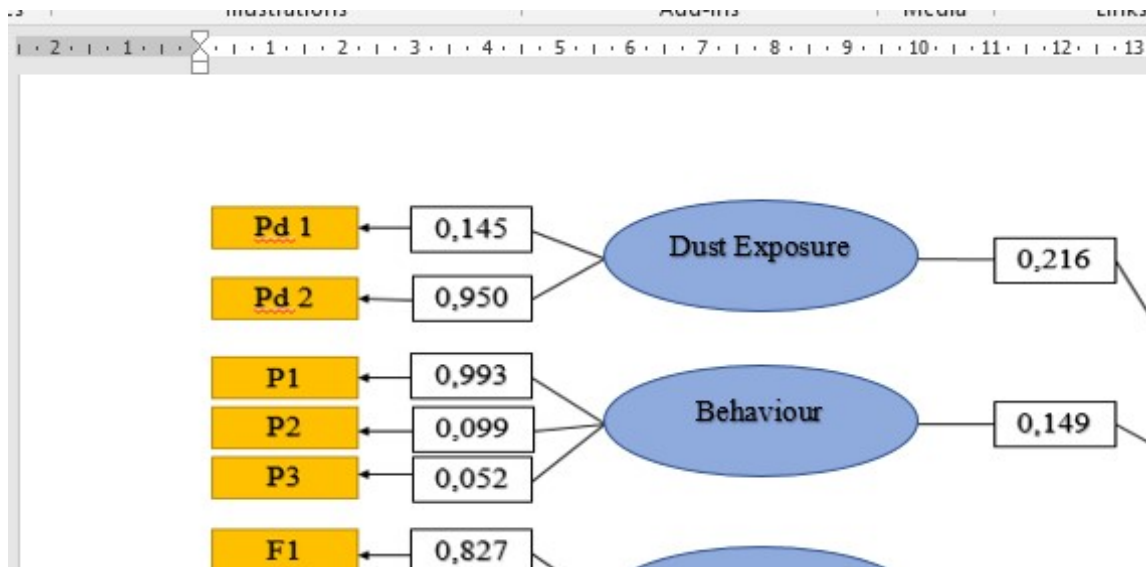 Illustrations Add-ins Media Links
2 1 1 2 3 4 5 6 7 8 9 10 11 12 13
Pd 1 0,145 Dust Exposure 0,216
Pd 2 0,950
P1 0,993 Behaviour 0,149
P2 0,099
P3 0,052
F1 0,827